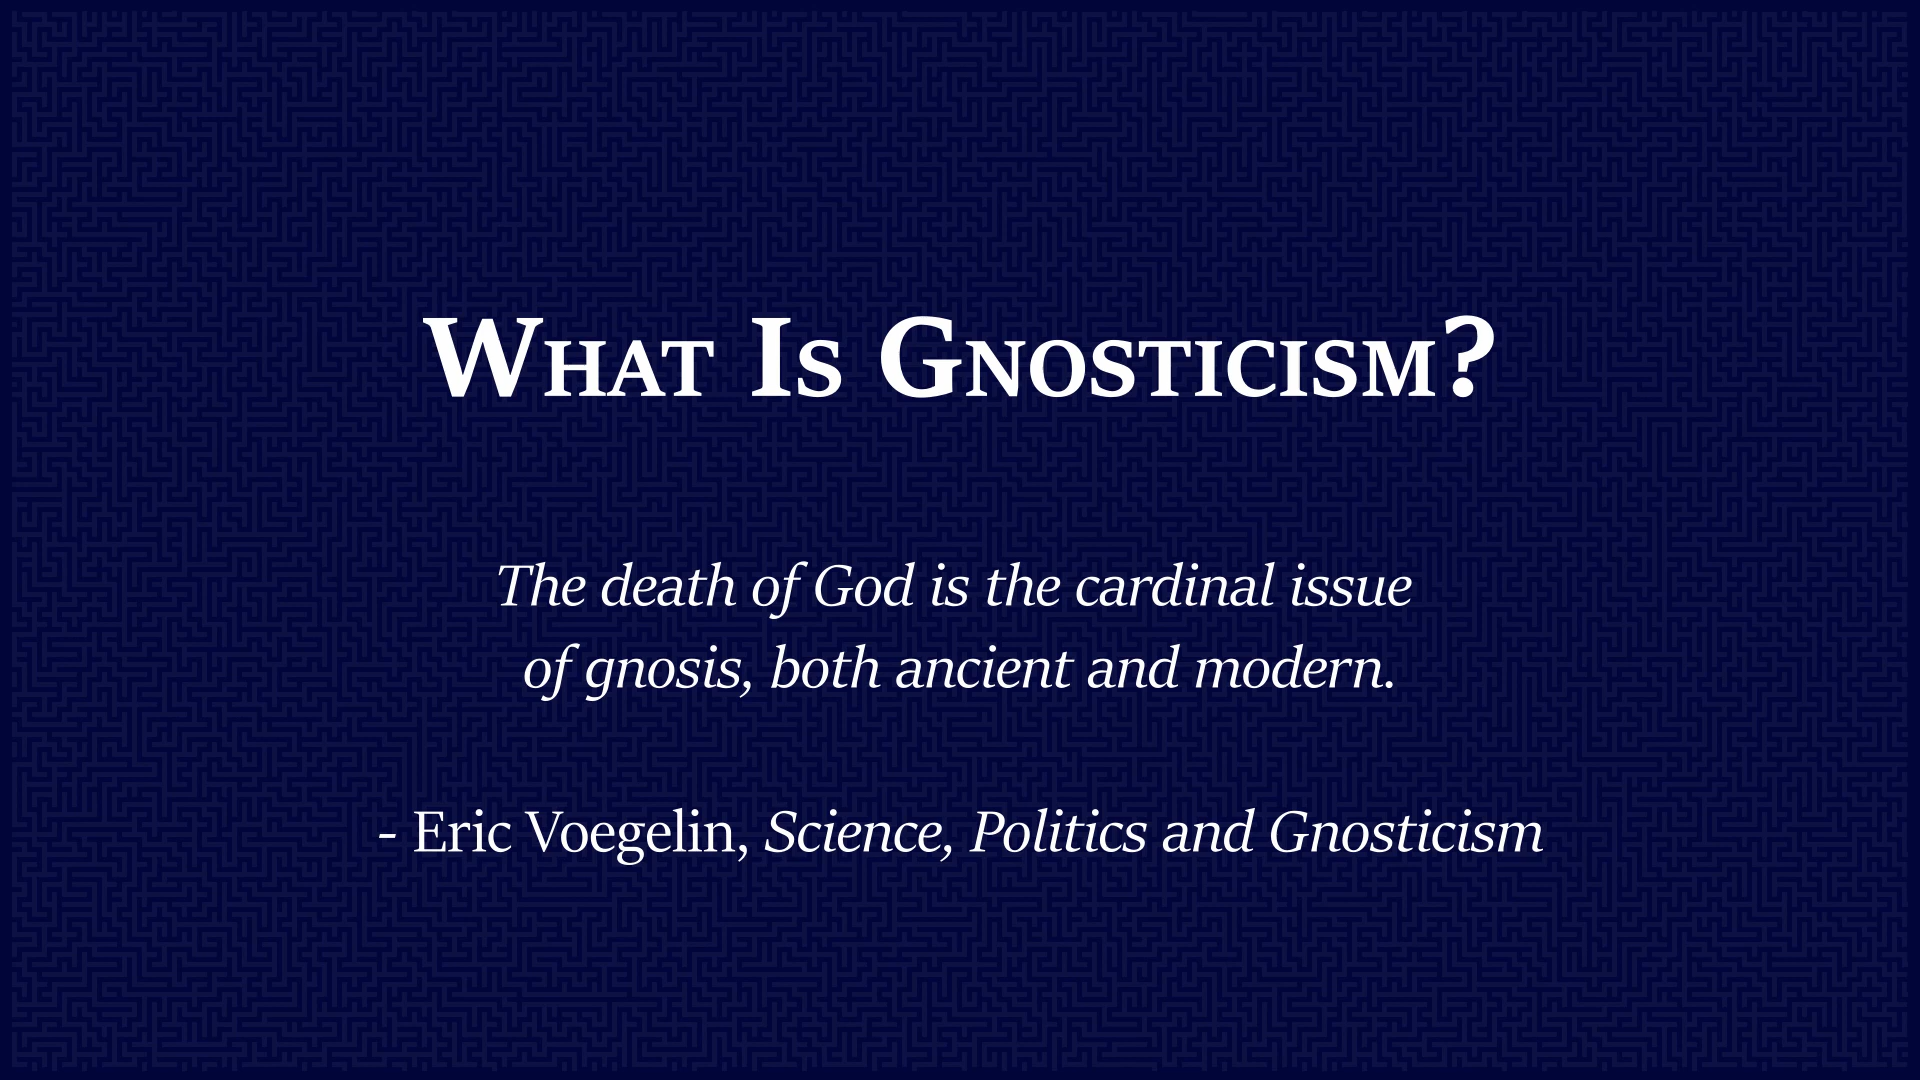 What Is Gnosticism?
The death of God is the cardinal issue
of gnosis, both ancient and modern.
- Eric Voegelin, Science, Politics and Gnosticism